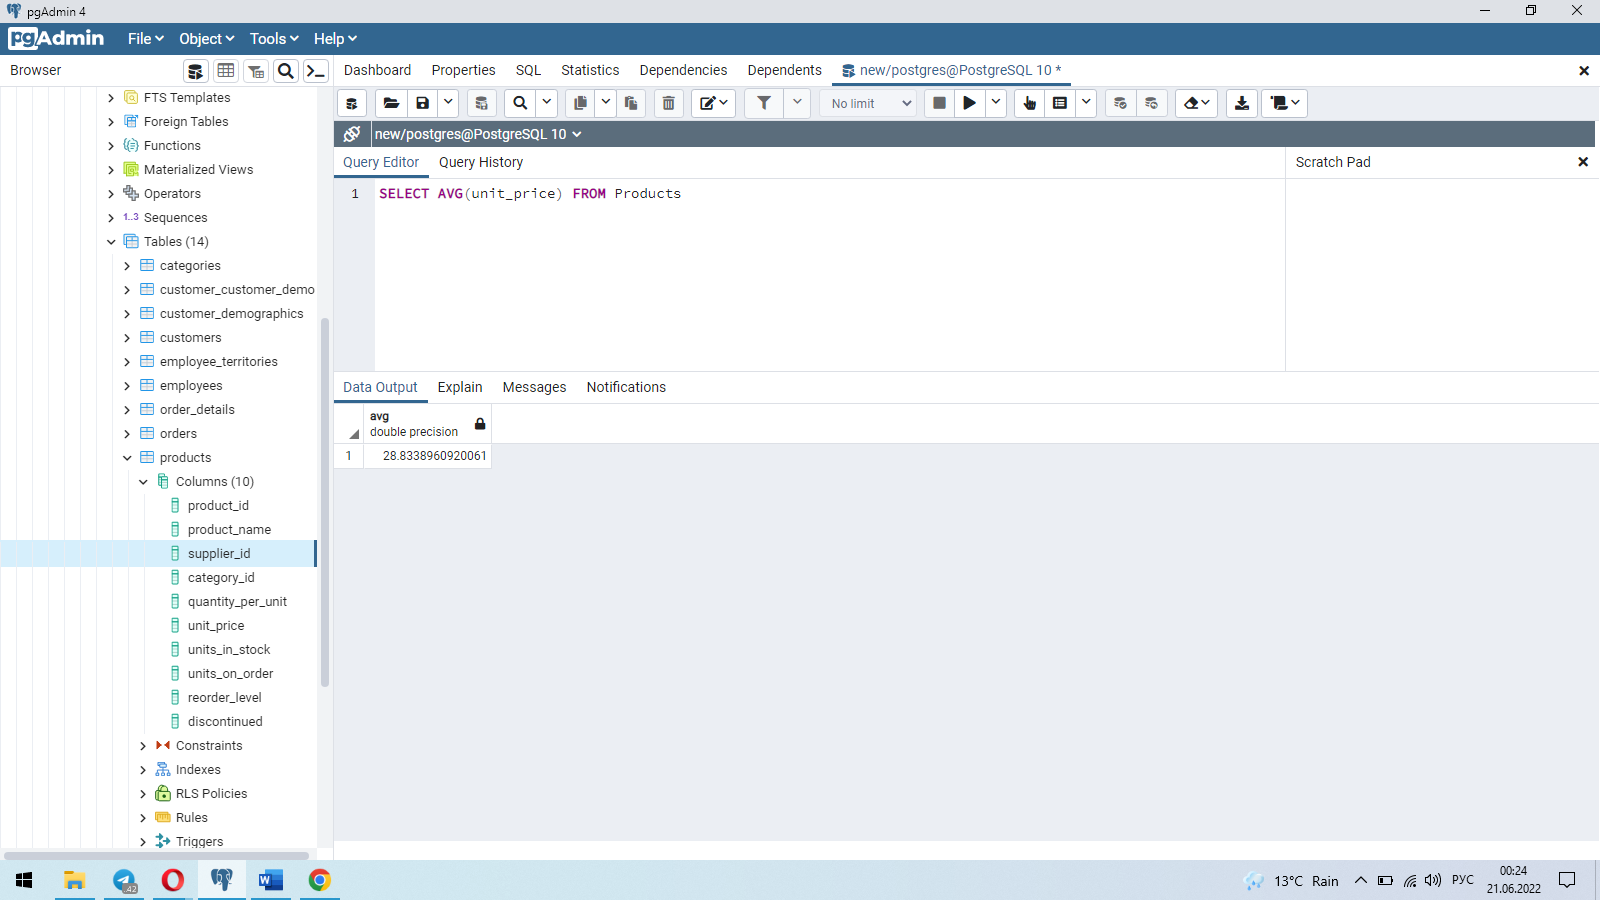 pgAdmin 4
pgAdmin File Object Tools Help
Browser
Dashboard Properties SQL Statistics Dependencies Dependents new/postgres@PostgreSQL 10 *
No limit
new/postgres@PostgreSQL 10
Query Editor Query History
Scratch Pad
1 SELECT AVG(unit_price) FROM Products
FTS Templates
Foreign Tables
Functions
Materialized Views
Operators
1..3 Sequences
Tables (14)
categories
customer_customer_demo
customer_demographics
customers
employee_territories
employees
order_details
orders
products
Columns (10)
product_id
product_name
supplier_id
category_id
quantity_per_unit
unit_price
units_in_stock
units_on_order
reorder_level
discontinued
Constraints
Indexes
RLS Policies
Rules
Triggers
Data Output Explain Messages Notifications
avg
double precision
1 28.8338960920061
42
W
13°C Rain
РУС
00:24
21.06.2022